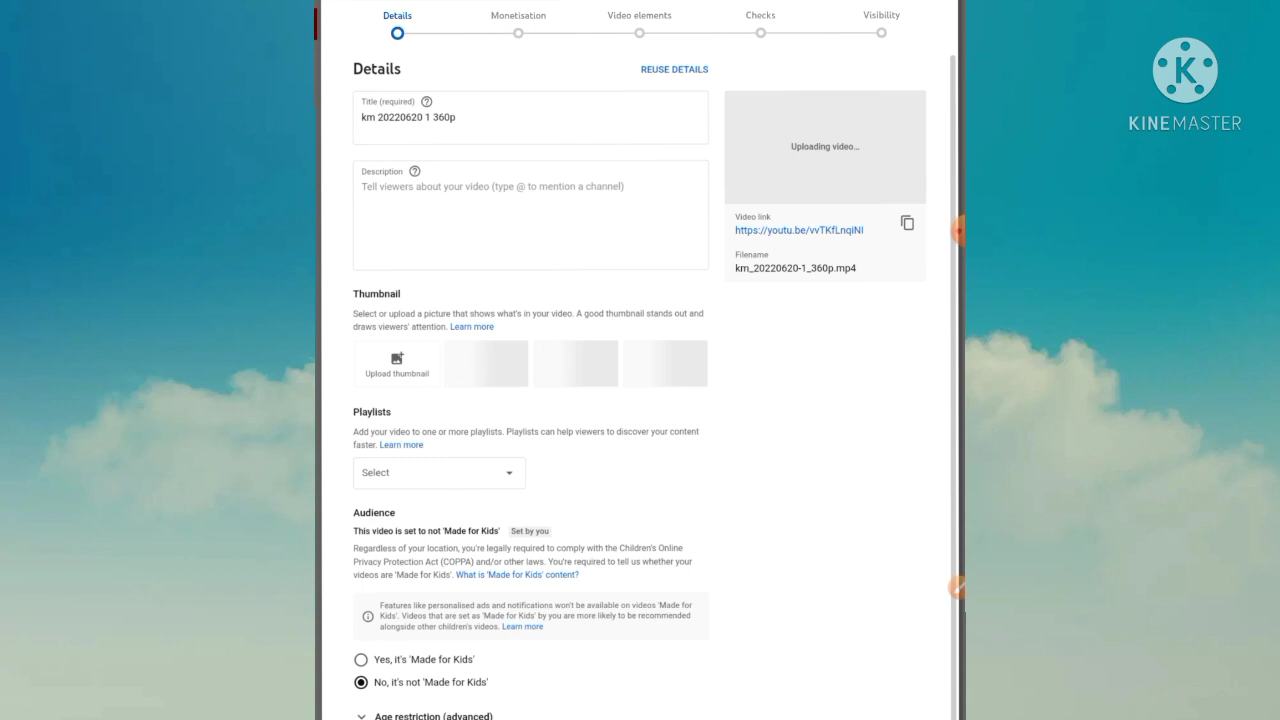 Details
Monetisation
Video elements
Checks
Visibility
Details
REUSE DETAILS
Title (required)
km 20220620 1 360p
Description
Tell viewers about your video (type @ to mention a channel)
Uploading video...
Video link
https://youtu.be/vvTKfLnqiNI
Filename
km_20220620-1_360p.mp4
Thumbnail
Select or upload a picture that shows what's in your video. A good thumbnail stands out and
draws viewers' attention. Learn more
Upload thumbnail
Playlists
Add your video to one or more playlists. Playlists can help viewers to discover your content
faster. Learn more
Select
Audience
This video is set to not 'Made for Kids' Set by you
Regardless of your location, you're legally required to comply with the Children's Online
Privacy Protection Act (COPPA) and/or other laws. You're required to tell us whether your
videos are 'Made for Kids'. What is 'Made for Kids' content?
Features like personalised ads and notifications won't be available on videos 'Made for
Kids'. Videos that are set as 'Made for Kids' by you are more likely to be recommended
alongside other children's videos. Learn more
Yes, it's 'Made for Kids'
No, it's not 'Made for Kids'
Age restriction (advanced)
K
KINEMASTER